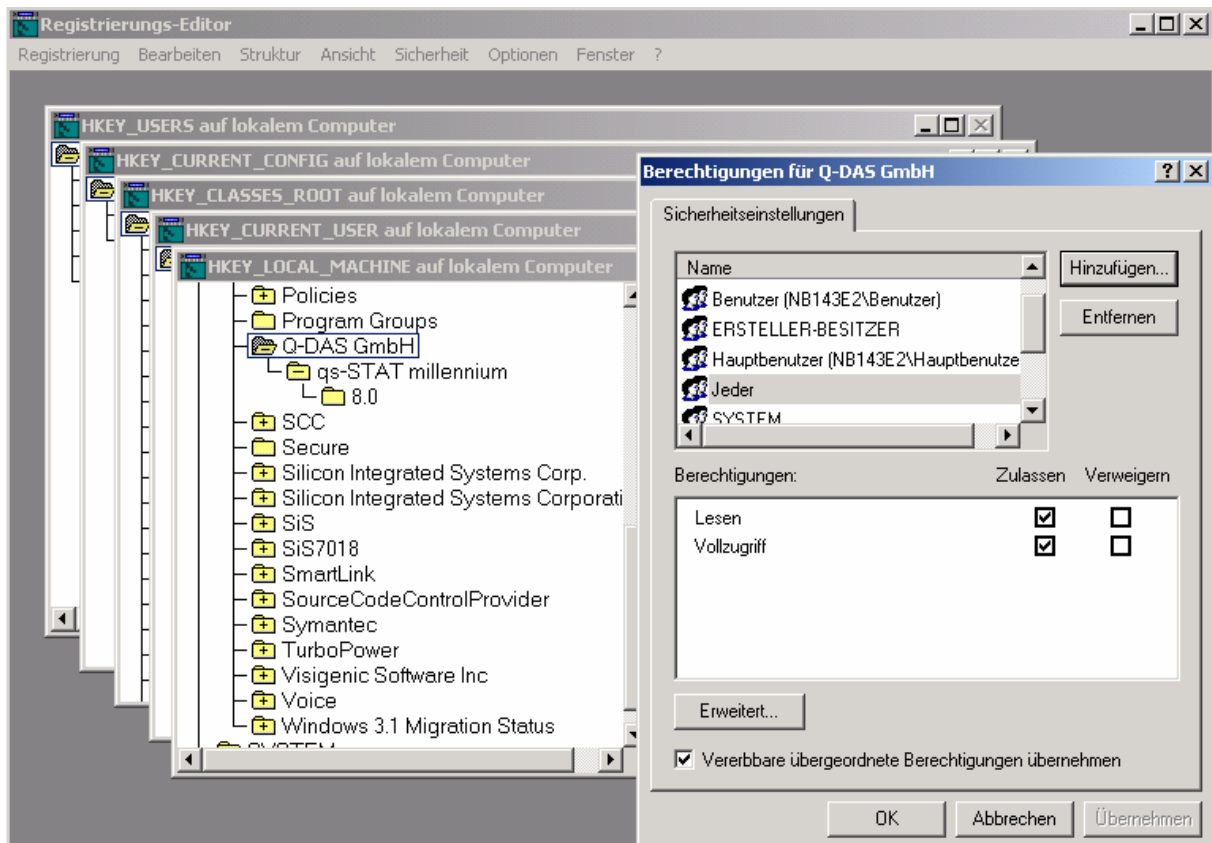 Registrierungs-Editor
Registrierung Bearbeiten Struktur Ansicht Sicherheit Optionen Fenster ?
HKEY_USERS auf lokalem Computer
HKEY_CURRENT_CONFIG auf lokalem Computer
HKEY_CLASSES_ROOT auf lokalem Computer
HKEY_CURRENT_USER auf lokalem Computer
HKEY_LOCAL_MACHINE auf lokalem Computer
Policies
Program Groups
Q-DAS GmbH
qs-STAT millennium
8.0
SCC
Secure
Silicon Integrated Systems Corp.
Silicon Integrated Systems Corporati
SiS
SiS7018
SmartLink
SourceCodeControlProvider
Symantec
TurboPower
Visigenic Software Inc
Voice
Windows 3.1 Migration Status
SYSTEM
Berechtigungen für Q-DAS GmbH
Sicherheitseinstellungen
Name
Benutzer (NB143E2\Benutzer)
ERSTELLER-BESITZER
Hauptbenutzer (NB143E2\Hauptbenutze
Jeder
SYSTEM
Hinzufügen...
Entfernen
Berechtigungen: Zulassen Verweigern
Lesen
Vollzugriff
Erweitert...
Vererbbare übergeordnete Berechtigungen übernehmen
OK Abbrechen Übernehmen